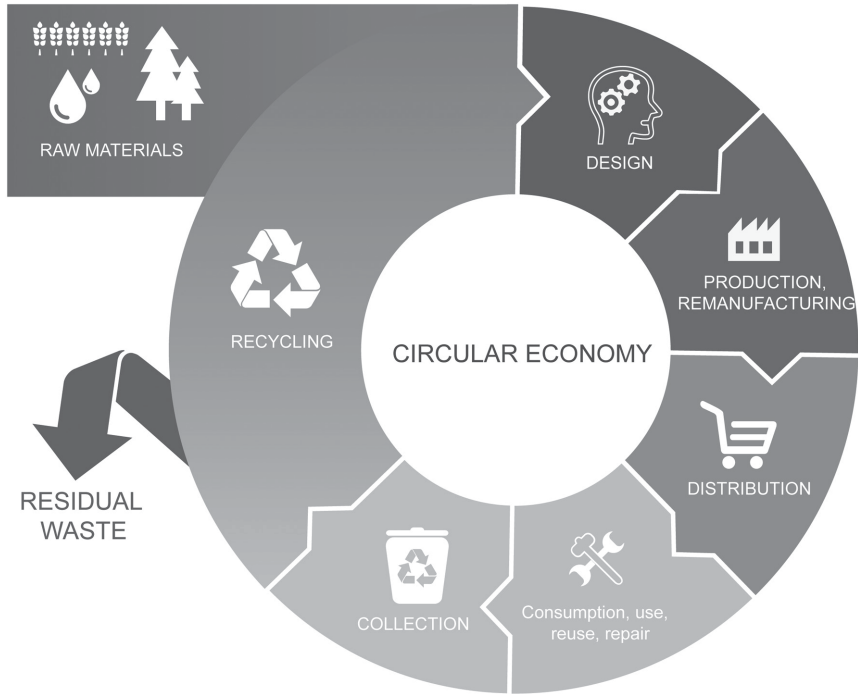 RAW MATERIALS
DESIGN
PRODUCTION,
REMANUFACTURING
RECYCLING
CIRCULAR ECONOMY
DISTRIBUTION
RESIDUAL
WASTE
Consumption, use,
reuse, repair
COLLECTION